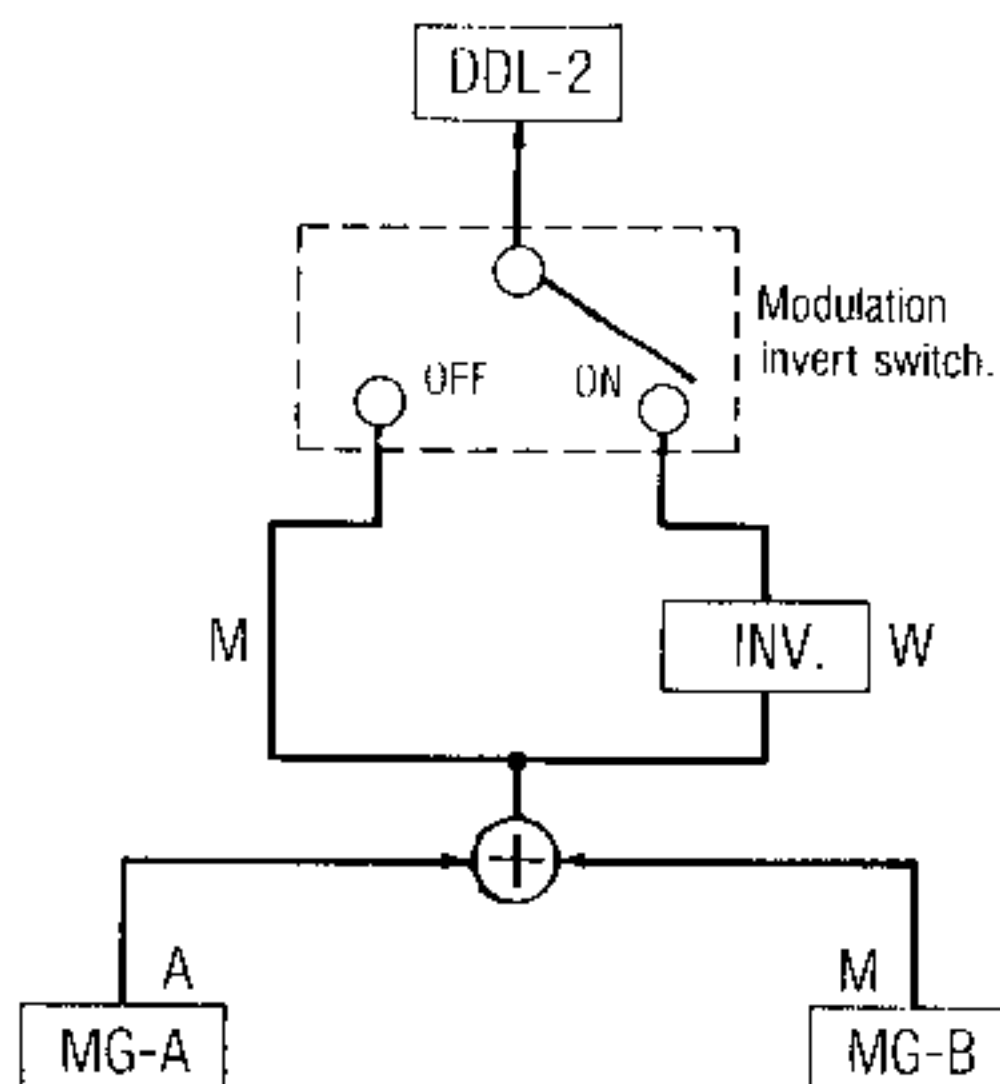 DDL-2
Modulation
invert switch.
OFF
ON
M
INV.
W
A
M
MG-A
MG-B